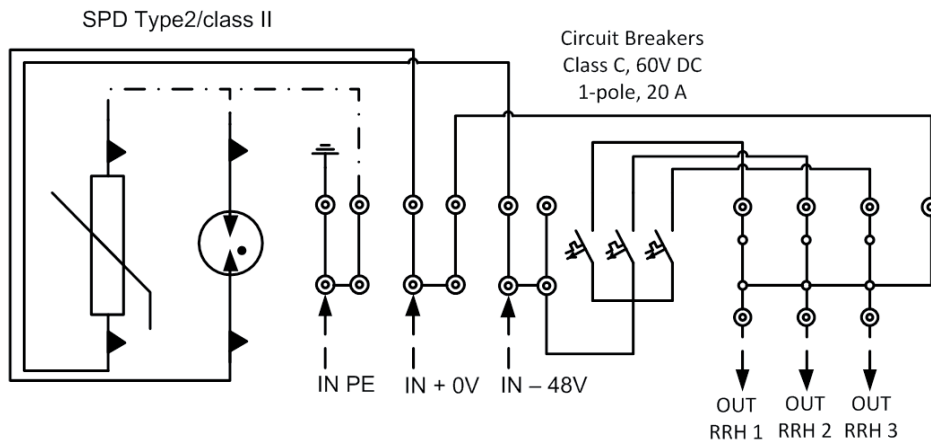 SPD Type2/class II
Circuit Breakers
Class C, 60V DC
1-pole, 20 A
IN PE
IN + 0V
IN – 48V
OUT
RRH 1
OUT
RRH 2
OUT
RRH 3